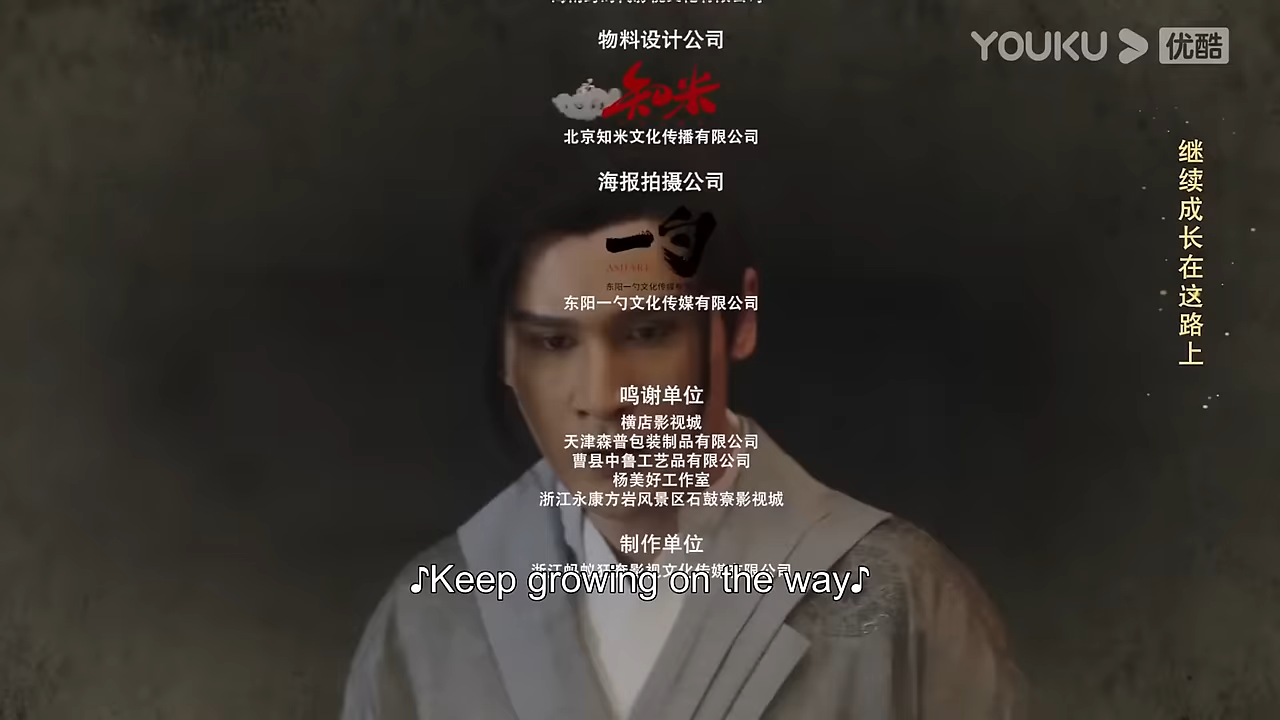 物料设计公司
知米
北京知米文化传播有限公司
海报拍摄公司
一勺
东阳一勺文化传媒有限公司
鸣谢单位
横店影视城
天津森普包装制品有限公司
曹县中鲁工艺品有限公司
杨美好工作室
浙江永康方岩风景区石鼓寮影视城
制作单位
♪Keep growing on the way♪
YOUKU 优酷
继续成长在这路上